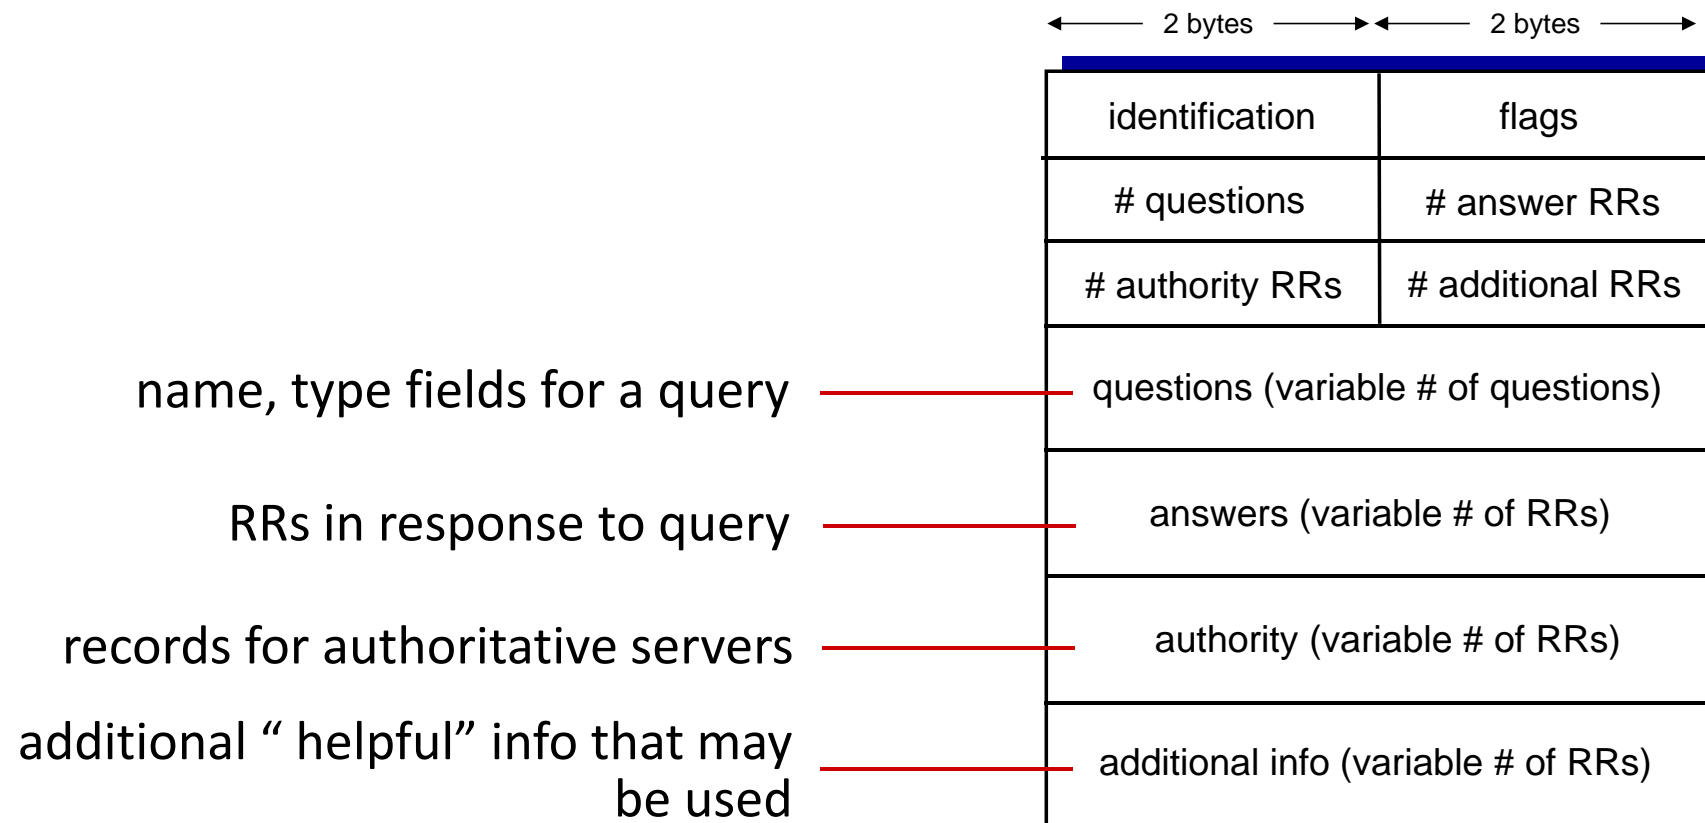 2 bytes 2 bytes
identification flags
# questions # answer RRs
# authority RRs # additional RRs
name, type fields for a query questions (variable # of questions)
RRs in response to query answers (variable # of RRs)
records for authoritative servers authority (variable # of RRs)
additional “ helpful” info that may
be used
additional info (variable # of RRs)